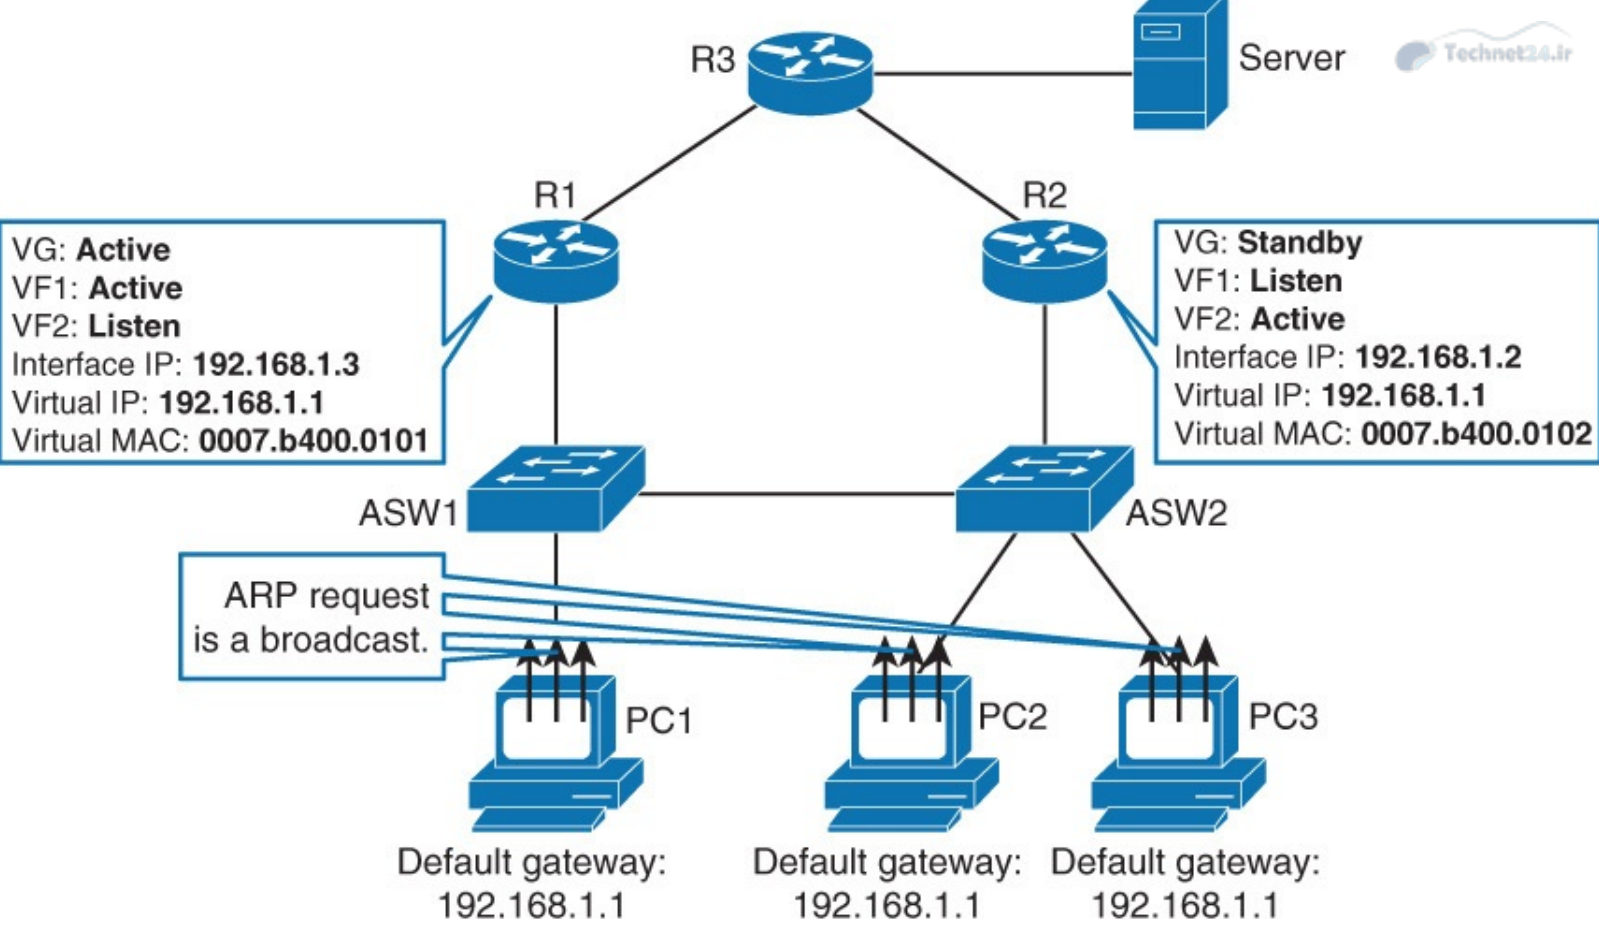 R3
Server
Technet24.ir
R1
R2
VG: Active
VF1: Active
VF2: Listen
Interface IP: 192.168.1.3
Virtual IP: 192.168.1.1
Virtual MAC: 0007.b400.0101
VG: Standby
VF1: Listen
VF2: Active
Interface IP: 192.168.1.2
Virtual IP: 192.168.1.1
Virtual MAC: 0007.b400.0102
ASW1
ASW2
ARP request
is a broadcast.
PC1
PC2
PC3
Default gateway:
192.168.1.1
Default gateway:
192.168.1.1
Default gateway:
192.168.1.1